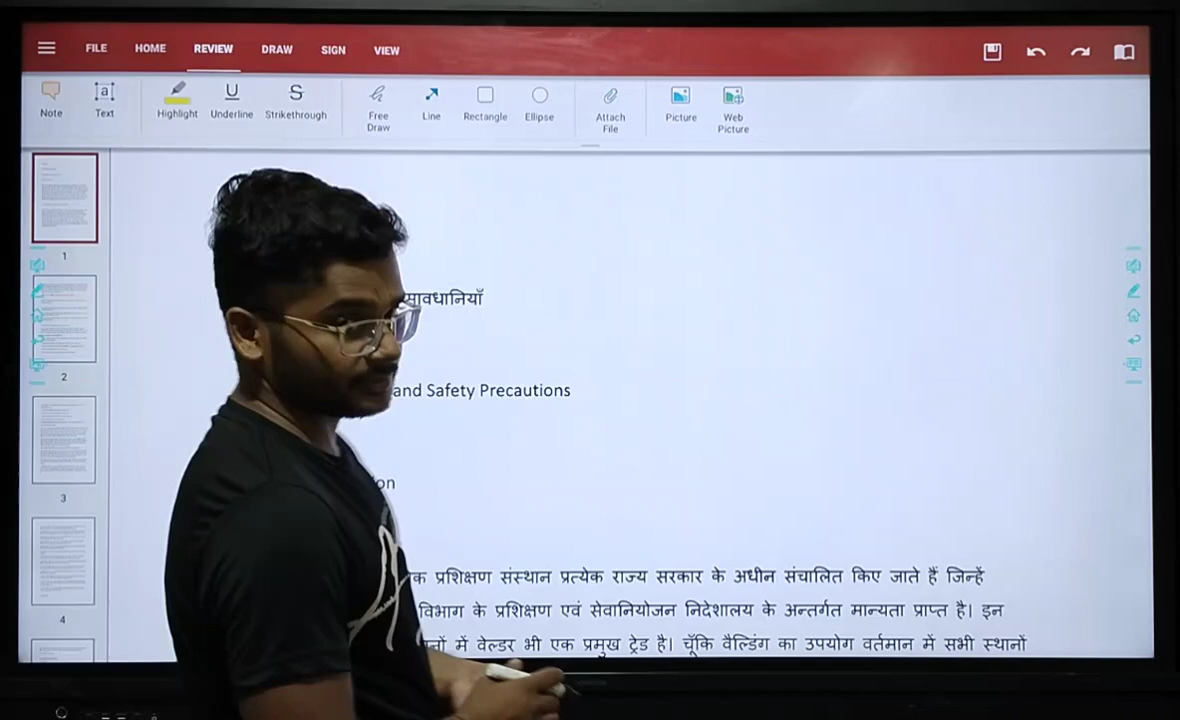 FILE HOME REVIEW DRAW SIGN VIEW
Note Text Highlight Underline Strikethrough Free Draw Line Rectangle Ellipse Attach File Picture Web Picture
1
2
3
4
सावधानियाँ
and Safety Precautions
प्रशिक्षण संस्थान प्रत्येक राज्य सरकार के अधीन संचालित किए जाते हैं जिन्हें
विभाग के प्रशिक्षण एवं सेवानियोजन निदेशालय के अन्तर्गत मान्यता प्राप्त है। इन
में वेल्डर भी एक प्रमुख ट्रेड है। चूँकि वैल्डिंग का उपयोग वर्तमान में सभी स्थानों